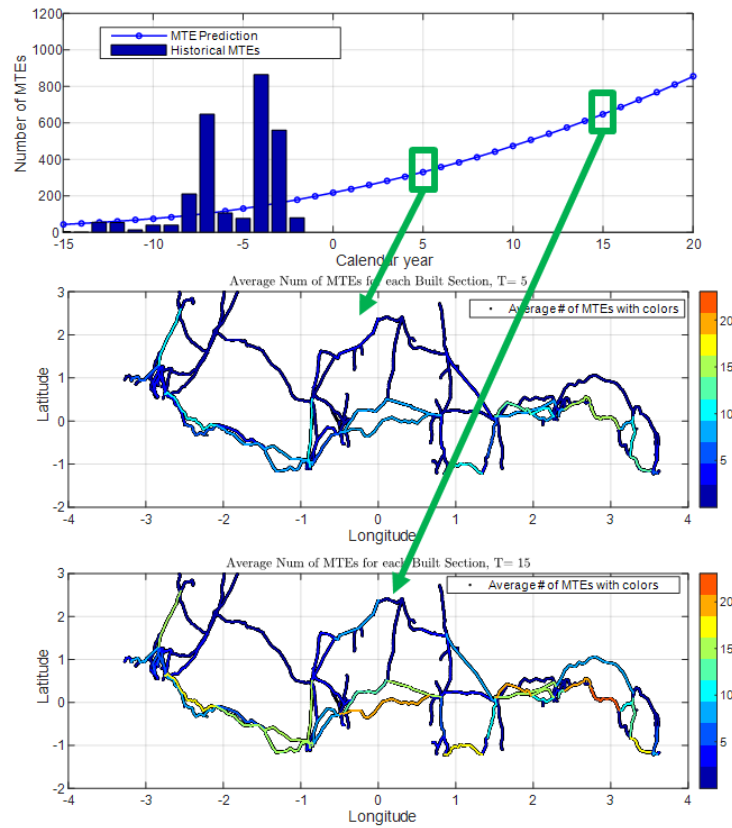 1200
1000
800
600
400
200
0
Number of MTEs
MTE Prediction
Historical MTEs
-15 -10 -5 0 5 10 15 20
Calendar year
Average Num of MTEs for each Built Section, T= 5
3
2
1
0
-1
-2
Latitude
Average # of MTEs with colors
-4 -3 -2 -1 0 1 2 3 4
Longitude
20
15
10
5
Average Num of MTEs for each Built Section, T= 15
3
2
1
0
-1
-2
Latitude
Average # of MTEs with colors
-4 -3 -2 -1 0 1 2 3 4
Longitude
20
15
10
5